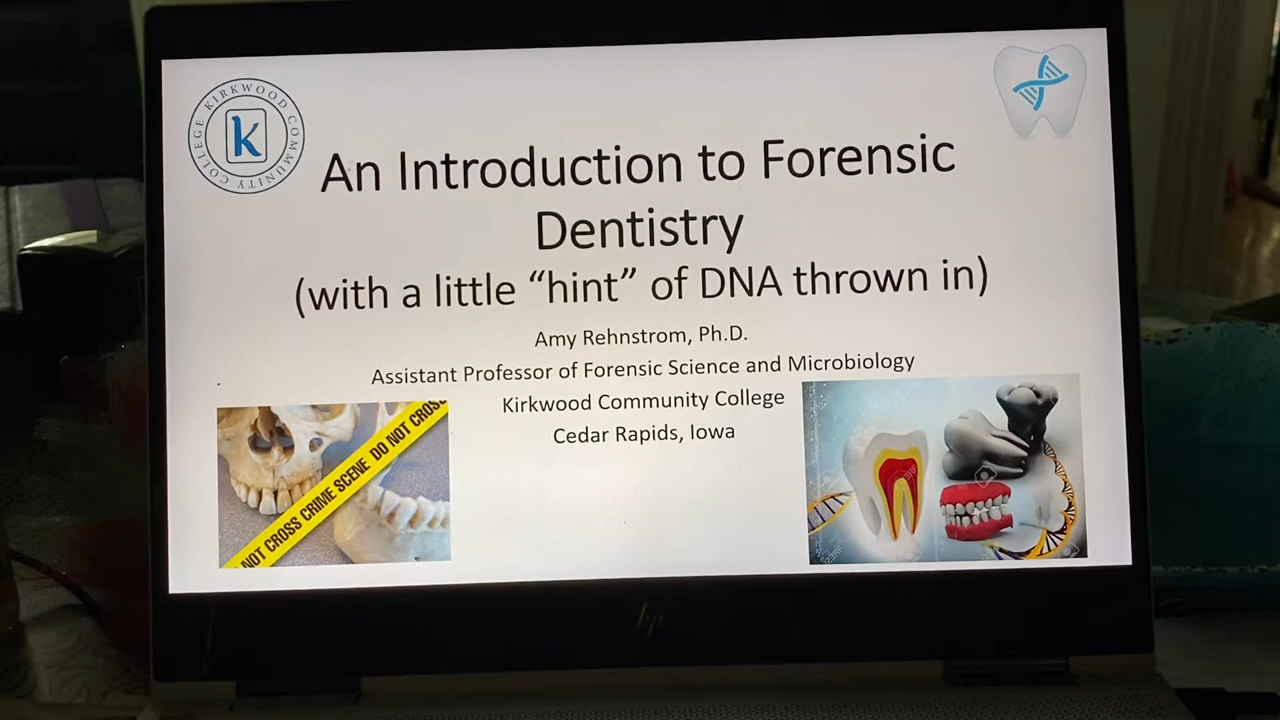 KIRKWOOD COMMUNITY COLLEGE
k
An Introduction to Forensic
Dentistry
(with a little “hint” of DNA thrown in)
Amy Rehnstrom, Ph.D.
Assistant Professor of Forensic Science and Microbiology
Kirkwood Community College
Cedar Rapids, Iowa
NOT CROSS CRIME SCENE DO NOT CROSS
123RF
hp